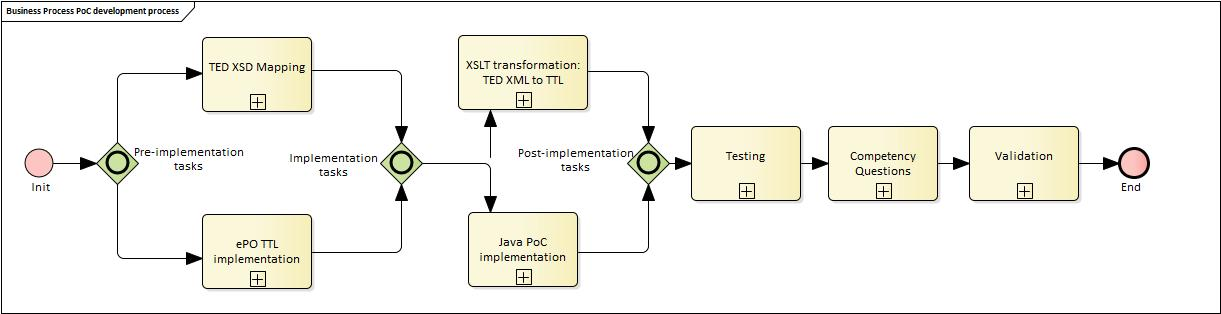 Business Process PoC development process
Init
Pre-implementation
tasks
TED XSD Mapping
ePO TTL
implementation
Implementation
tasks
XSLT transformation:
TED XML to TTL
Java PoC
implementation
Post-implementation
tasks
Testing
Competency
Questions
Validation
End